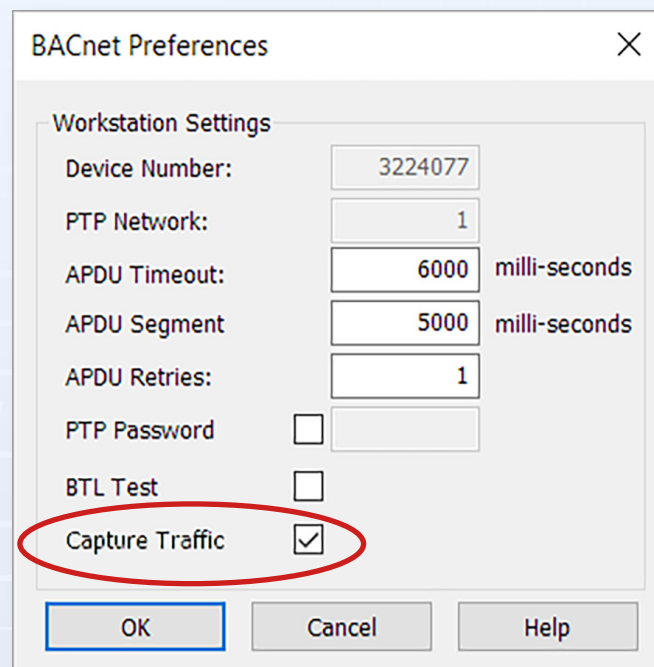 BACnet Preferences
Workstation Settings
Device Number: 3224077
PTP Network: 1
APDU Timeout: 6000 milli-seconds
APDU Segment 5000 milli-seconds
APDU Retries: 1
PTP Password
BTL Test
Capture Traffic
OK Cancel Help